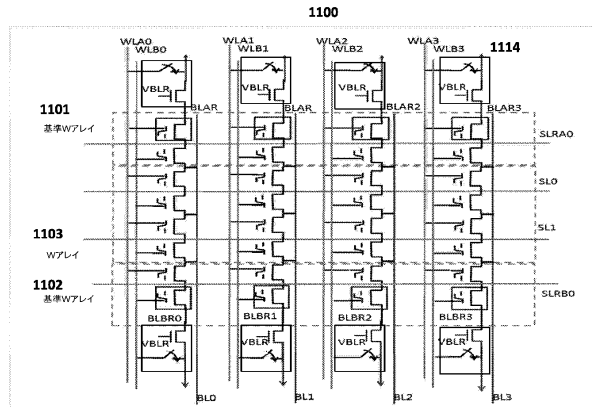 1100
WLA0 WLA1 WLA2 WLA3 1114
WLB0 WLB1 WLB2 WLB3
VBLR VBLR VBLR VBLR
1101 BLAR BLAR BLAR2 BLAR3
基準Wアレイ
SLRA0
SL0
1103 SL1
Wアレイ
1102 SLRB0
基準Wアレイ
BLBR0 BLBR1 BLBR2 BLBR3
VBLR VBLR VBLR VBLR
BL0 BL1 BL2 BL3